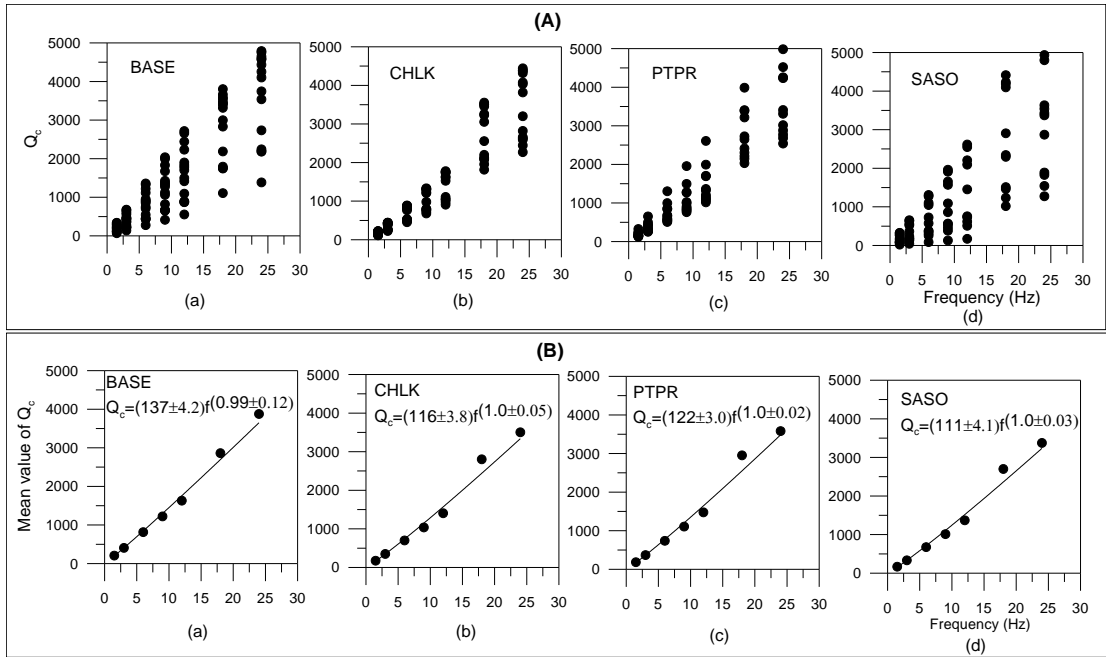 (A)
Q_c
BASE
5000
4000
3000
2000
1000
0
0 5 10 15 20 25 30
(a)
CHLK
5000
4000
3000
2000
1000
0
0 5 10 15 20 25 30
(b)
PTPR
5000
4000
3000
2000
1000
0
0 5 10 15 20 25 30
(c)
SASO
5000
4000
3000
2000
1000
0
0 5 10 15 20 25 30
Frequency (Hz)
(d)
(B)
Mean value of Q_c
BASE
Q_c=(137±4.2)f^(0.99±0.12)
5000
4000
3000
2000
1000
0
0 5 10 15 20 25 30
(a)
CHLK
Q_c=(116±3.8)f^(1.0±0.05)
5000
4000
3000
2000
1000
0
0 5 10 15 20 25 30
(b)
PTPR
Q_c=(122±3.0)f^(1.0±0.02)
5000
4000
3000
2000
1000
0
0 5 10 15 20 25 30
(c)
SASO
Q_c=(111±4.1)f^(1.0±0.03)
5000
4000
3000
2000
1000
0
0 5 10 15 20 25 30
Frequency (Hz)
(d)